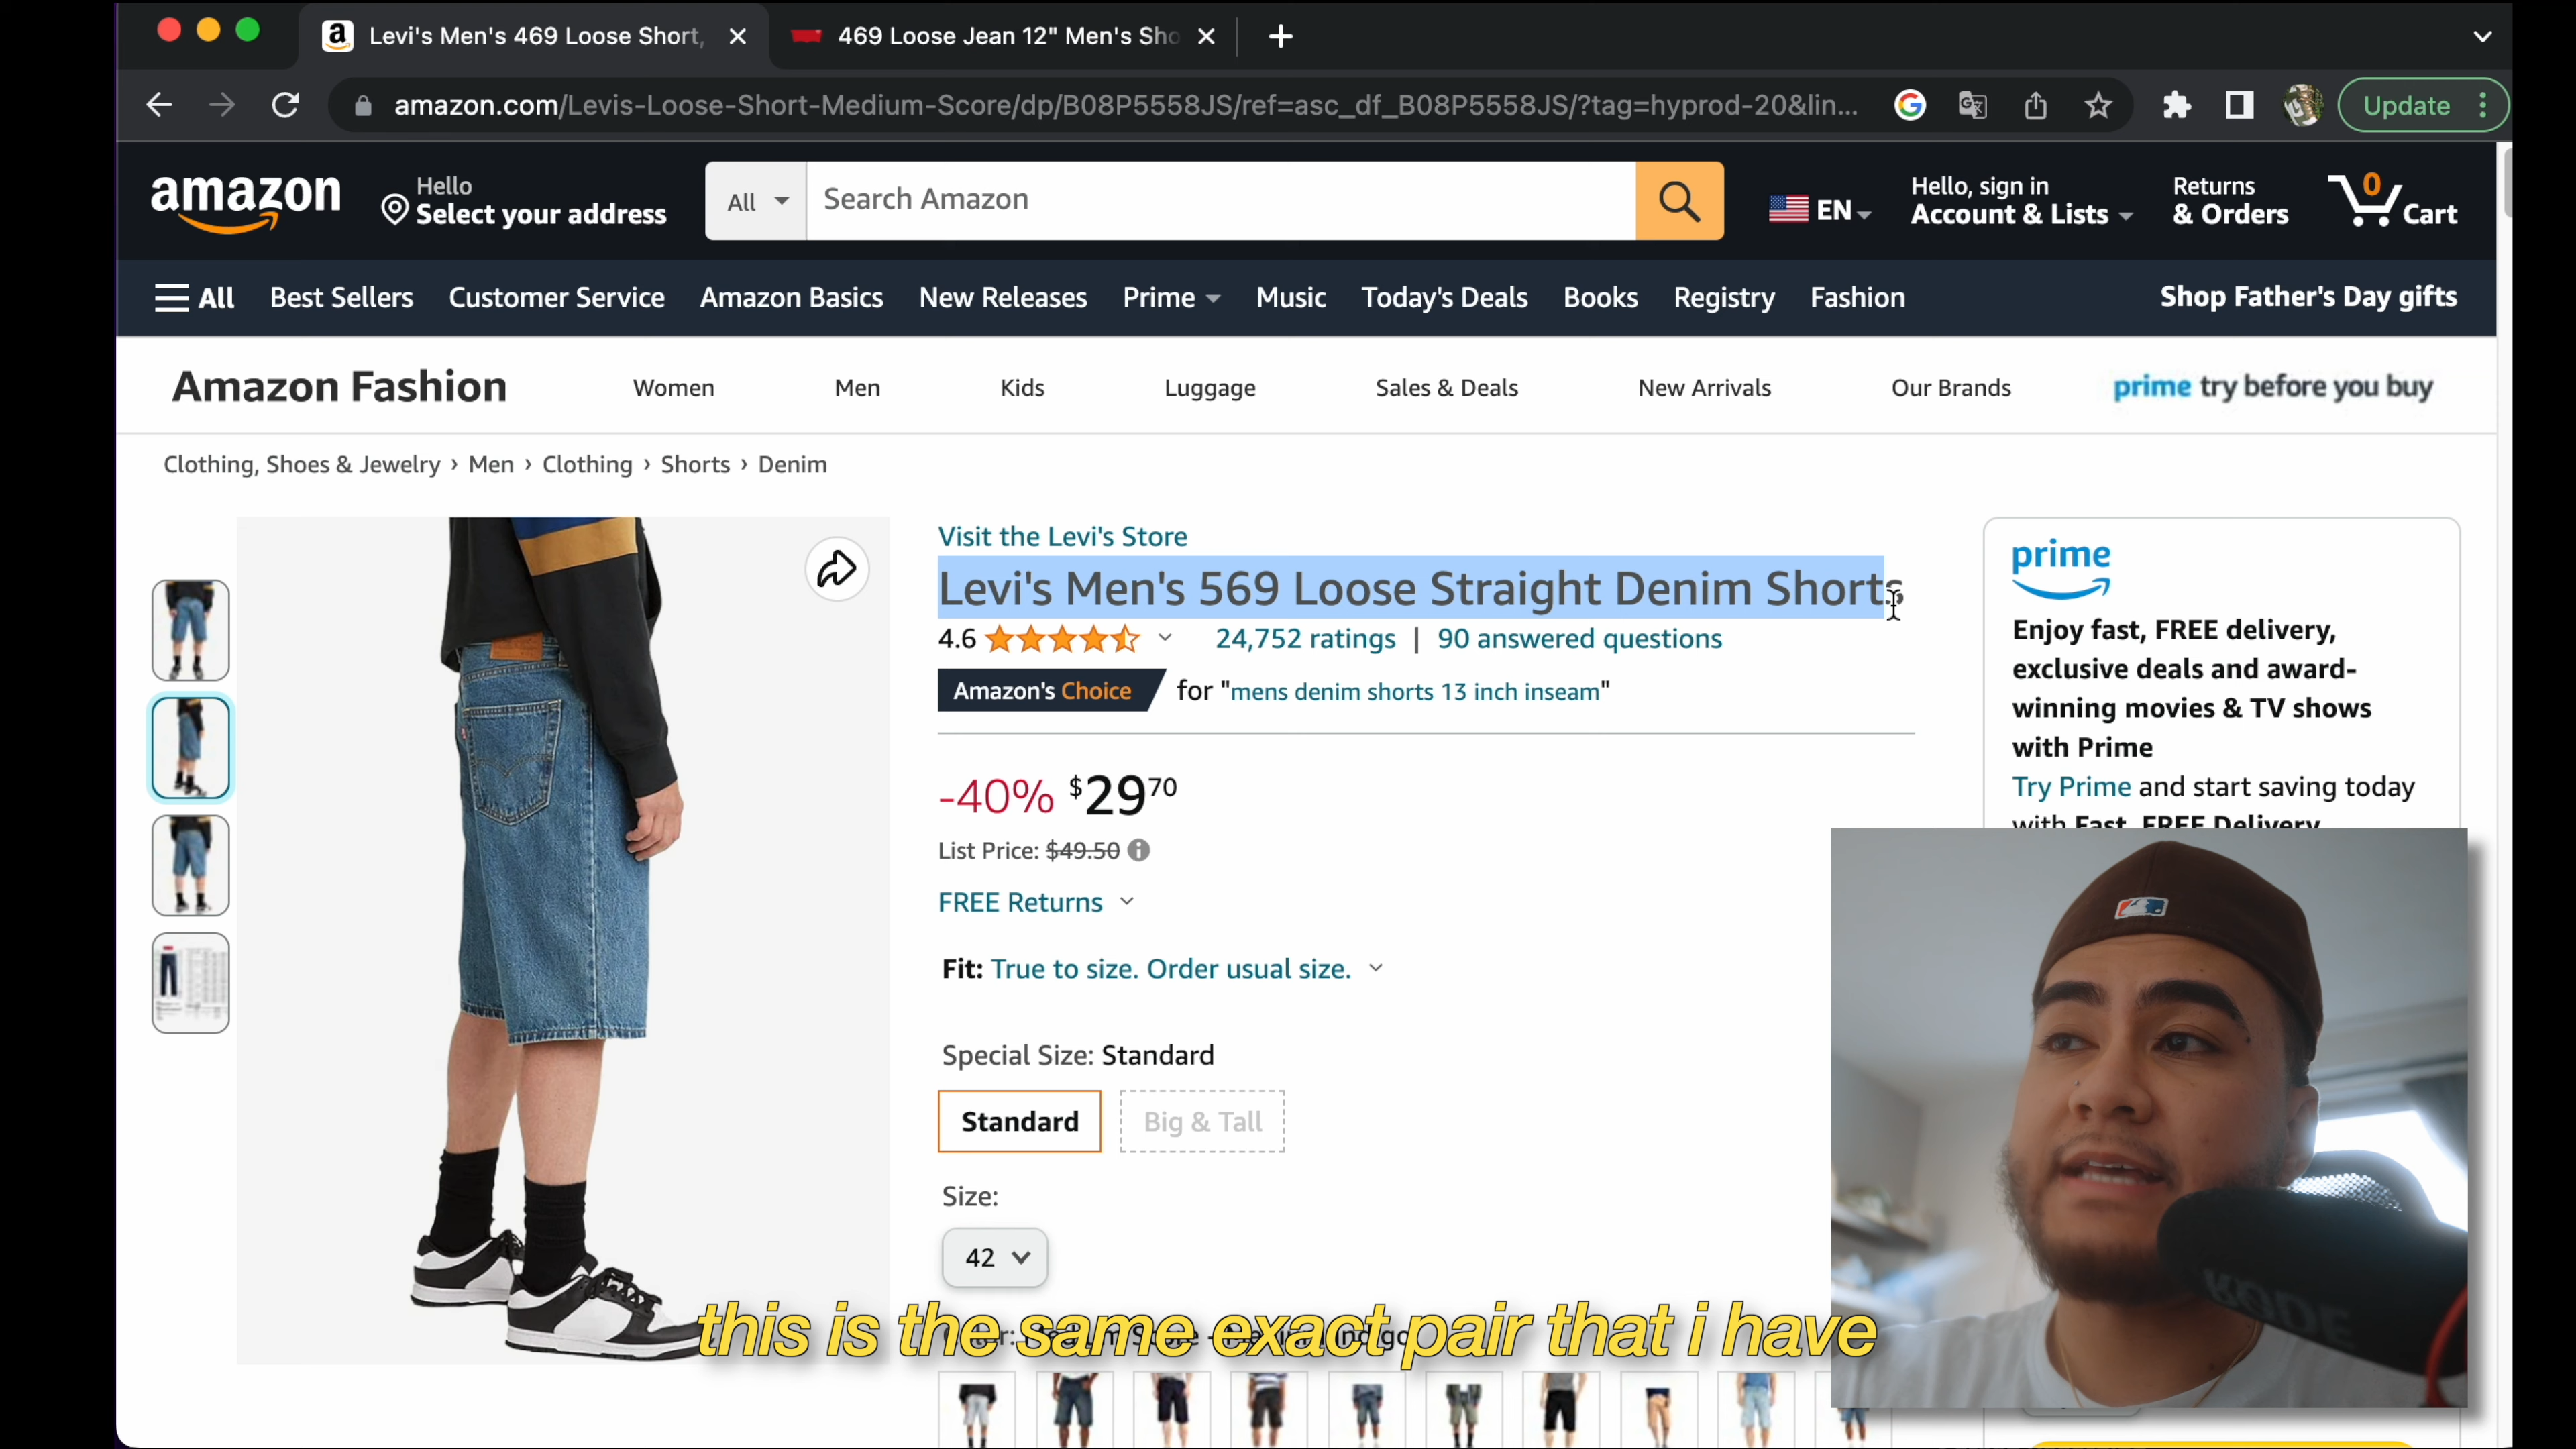 Levi's Men's 469 Loose Short,
469 Loose Jean 12" Men's Sho
amazon.com/Levis-Loose-Short-Medium-Score/dp/B08P5558JS/ref=asc_df_B08P5558JS/?tag=hyprod-20&lin...
Update
amazon
Hello
Select your address
All
Search Amazon
EN
Hello, sign in
Account & Lists
Returns
& Orders
0
Cart
All Best Sellers Customer Service Amazon Basics New Releases Prime Music Today's Deals Books Registry Fashion
Shop Father's Day gifts
Amazon Fashion Women Men Kids Luggage Sales & Deals New Arrivals Our Brands prime try before you buy
Clothing, Shoes & Jewelry › Men › Clothing › Shorts › Denim
Visit the Levi's Store
Levi's Men's 569 Loose Straight Denim Shorts
4.6 24,752 ratings | 90 answered questions
Amazon's Choice for "mens denim shorts 13 inch inseam"
-40% $29 70
List Price: $49.50
FREE Returns
Fit: True to size. Order usual size.
Special Size: Standard
Standard
Big & Tall
Size:
42
prime
Enjoy fast, FREE delivery,
exclusive deals and award-
winning movies & TV shows
with Prime
Try Prime and start saving today
with Fast, FREE Delivery
RODE
this is the same exact pair that i have